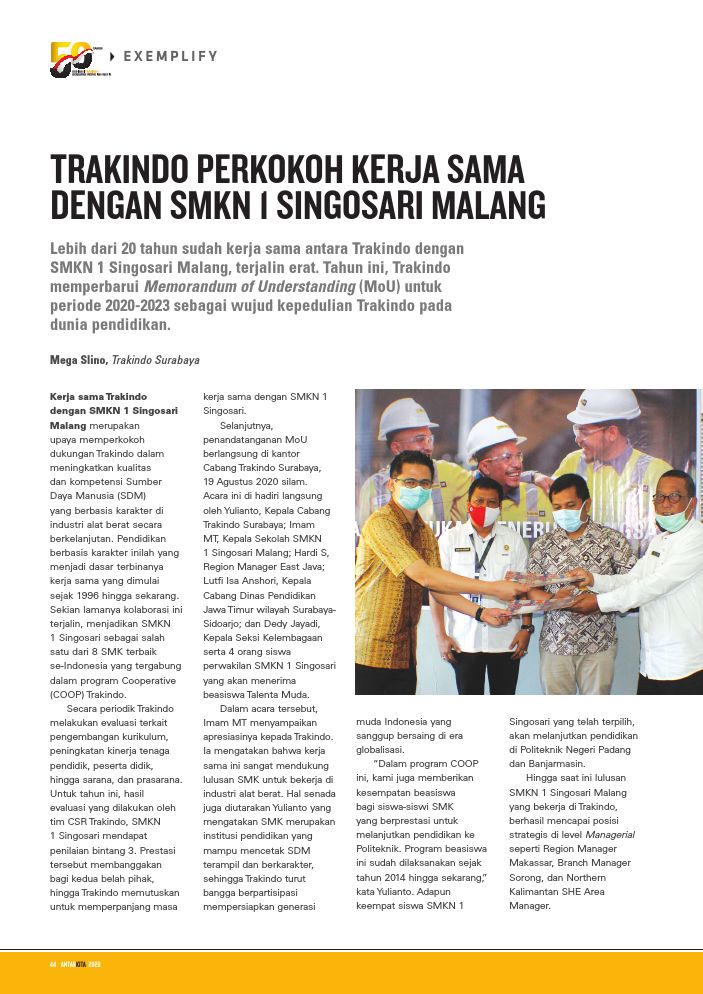 50
EXEMPLIFY
TRAKINDO PERKOKOH KERJA SAMA
DENGAN SMKN 1 SINGOSARI MALANG
Lebih dari 20 tahun sudah kerja sama antara Trakindo dengan
SMKN 1 Singosari Malang, terjalin erat. Tahun ini, Trakindo
memperbarui Memorandum of Understanding (MoU) untuk
periode 2020-2023 sebagai wujud kepedulian Trakindo pada
dunia pendidikan.
Mega Slino, Trakindo Surabaya
Kerja sama Trakindo
dengan SMKN 1 Singosari
Malang merupakan
upaya memperkokoh
dukungan Trakindo dalam
meningkatkan kualitas
dan kompetensi Sumber
Daya Manusia (SDM)
yang berbasis karakter di
industri alat berat secara
berkelanjutan. Pendidikan
berbasis karakter inilah yang
menjadi dasar terbinanya
kerja sama yang dimulai
sejak 1996 hingga sekarang.
Sekian lamanya kolaborasi ini
terjalin, menjadikan SMKN
1 Singosari sebagai salah
satu dari 8 SMK terbaik
se-Indonesia yang tergabung
dalam program Cooperative
(COOP) Trakindo.
Secara periodik Trakindo
melakukan evaluasi terkait
pengembangan kurikulum,
peningkatan kinerja tenaga
pendidik, peserta didik,
hingga sarana, dan prasarana.
Untuk tahun ini, hasil
evaluasi yang dilakukan oleh
tim CSR Trakindo, SMKN
1 Singosari mendapat
penilaian bintang 3. Prestasi
tersebut membanggakan
bagi kedua belah pihak,
hingga Trakindo memutuskan
untuk memperpanjang masa
kerja sama dengan SMKN 1
Singosari.
Selanjutnya,
penandatanganan MoU
berlangsung di kantor
Cabang Trakindo Surabaya,
19 Agustus 2020 silam.
Acara ini di hadiri langsung
oleh Yulianto, Kepala Cabang
Trakindo Surabaya; Imam
MT, Kepala Sekolah SMKN
1 Singosari Malang; Hardi S,
Region Manager East Java;
Lutfi Isa Anshori, Kepala
Cabang Dinas Pendidikan
Jawa Timur wilayah Surabaya-
Sidoarjo; dan Dedy Jayadi,
Kepala Seksi Kelembagaan
serta 4 orang siswa
perwakilan SMKN 1 Singosari
yang akan menerima
beasiswa Talenta Muda.
Dalam acara tersebut,
Imam MT menyampaikan
apresiasinya kepada Trakindo.
Ia mengatakan bahwa kerja
sama ini sangat mendukung
lulusan SMK untuk bekerja di
industri alat berat. Hal senada
juga diutarakan Yulianto yang
mengatakan SMK merupakan
institusi pendidikan yang
mampu mencetak SDM
terampil dan berkarakter,
sehingga Trakindo turut
bangga berpartisipasi
mempersiapkan generasi
muda Indonesia yang
sanggup bersaing di era
globalisasi.
"Dalam program COOP
ini, kami juga memberikan
kesempatan beasiswa
bagi siswa-siswi SMK
yang berprestasi untuk
melanjutkan pendidikan ke
Politeknik. Program beasiswa
ini sudah dilaksanakan sejak
tahun 2014 hingga sekarang,"
kata Yulianto. Adapun
keempat siswa SMKN 1
Singosari yang telah terpilih,
akan melanjutkan pendidikan
di Politeknik Negeri Padang
dan Banjarmasin.
Hingga saat ini lulusan
SMKN 1 Singosari Malang
yang bekerja di Trakindo,
berhasil mencapai posisi
strategis di level Managerial
seperti Region Manager
Makassar, Branch Manager
Sorong, dan Northern
Kalimantan SHE Area
Manager.
44 ANTARKITA 2020